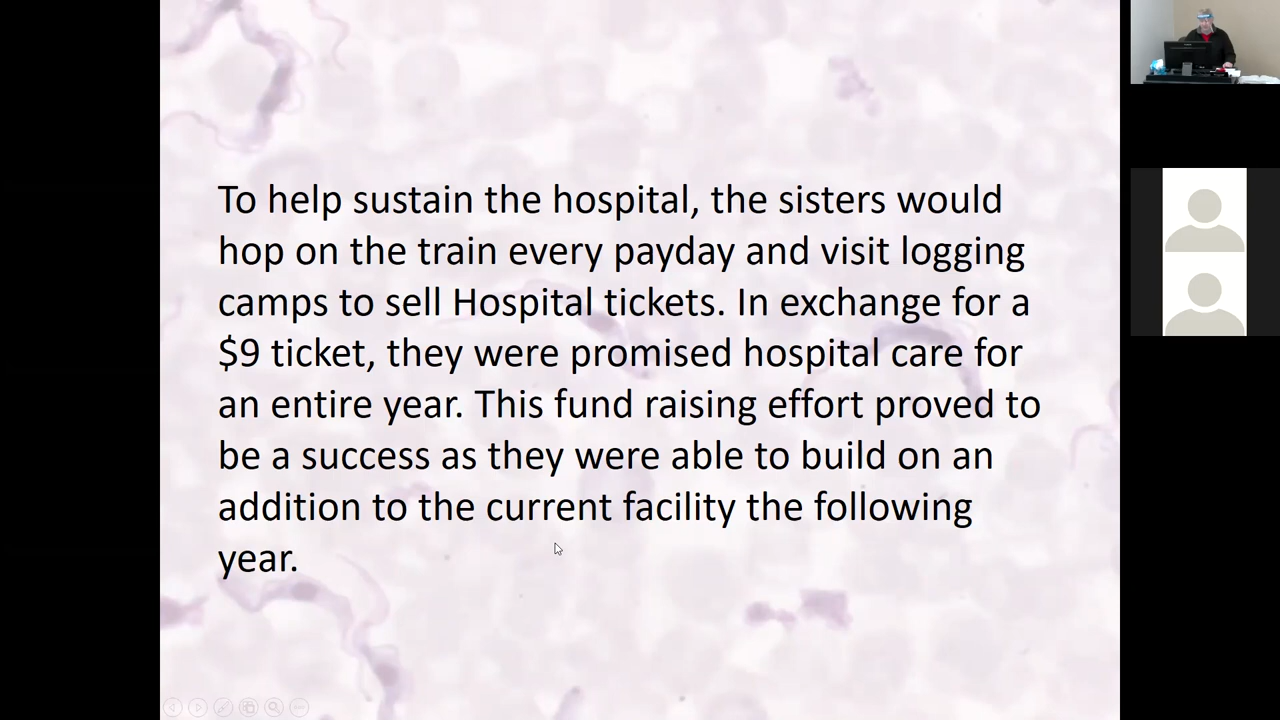 To help sustain the hospital, the sisters would
hop on the train every payday and visit logging
camps to sell Hospital tickets. In exchange for a
$9 ticket, they were promised hospital care for
an entire year. This fund raising effort proved to
be a success as they were able to build on an
addition to the current facility the following
year.